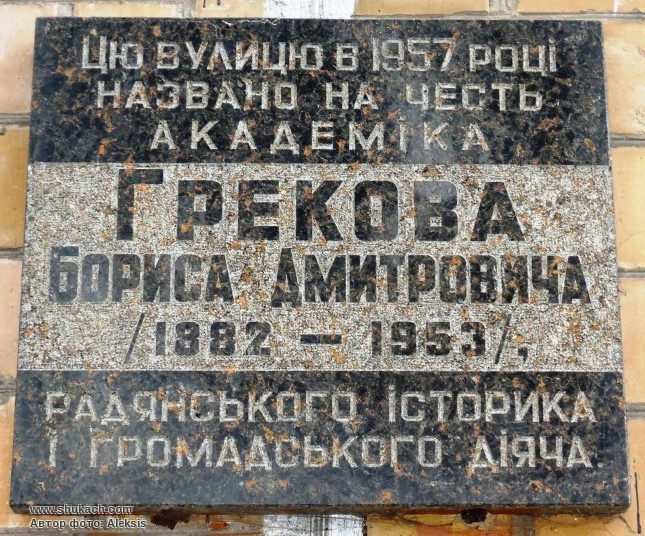 Цю вулицю в 1957 році
названо на честь
академіка
Грекова
Бориса Дмитровича
/1882 – 1953/,
радянського історика
і громадського діяча.
www.shukach.com
Автор фото: Aleksis